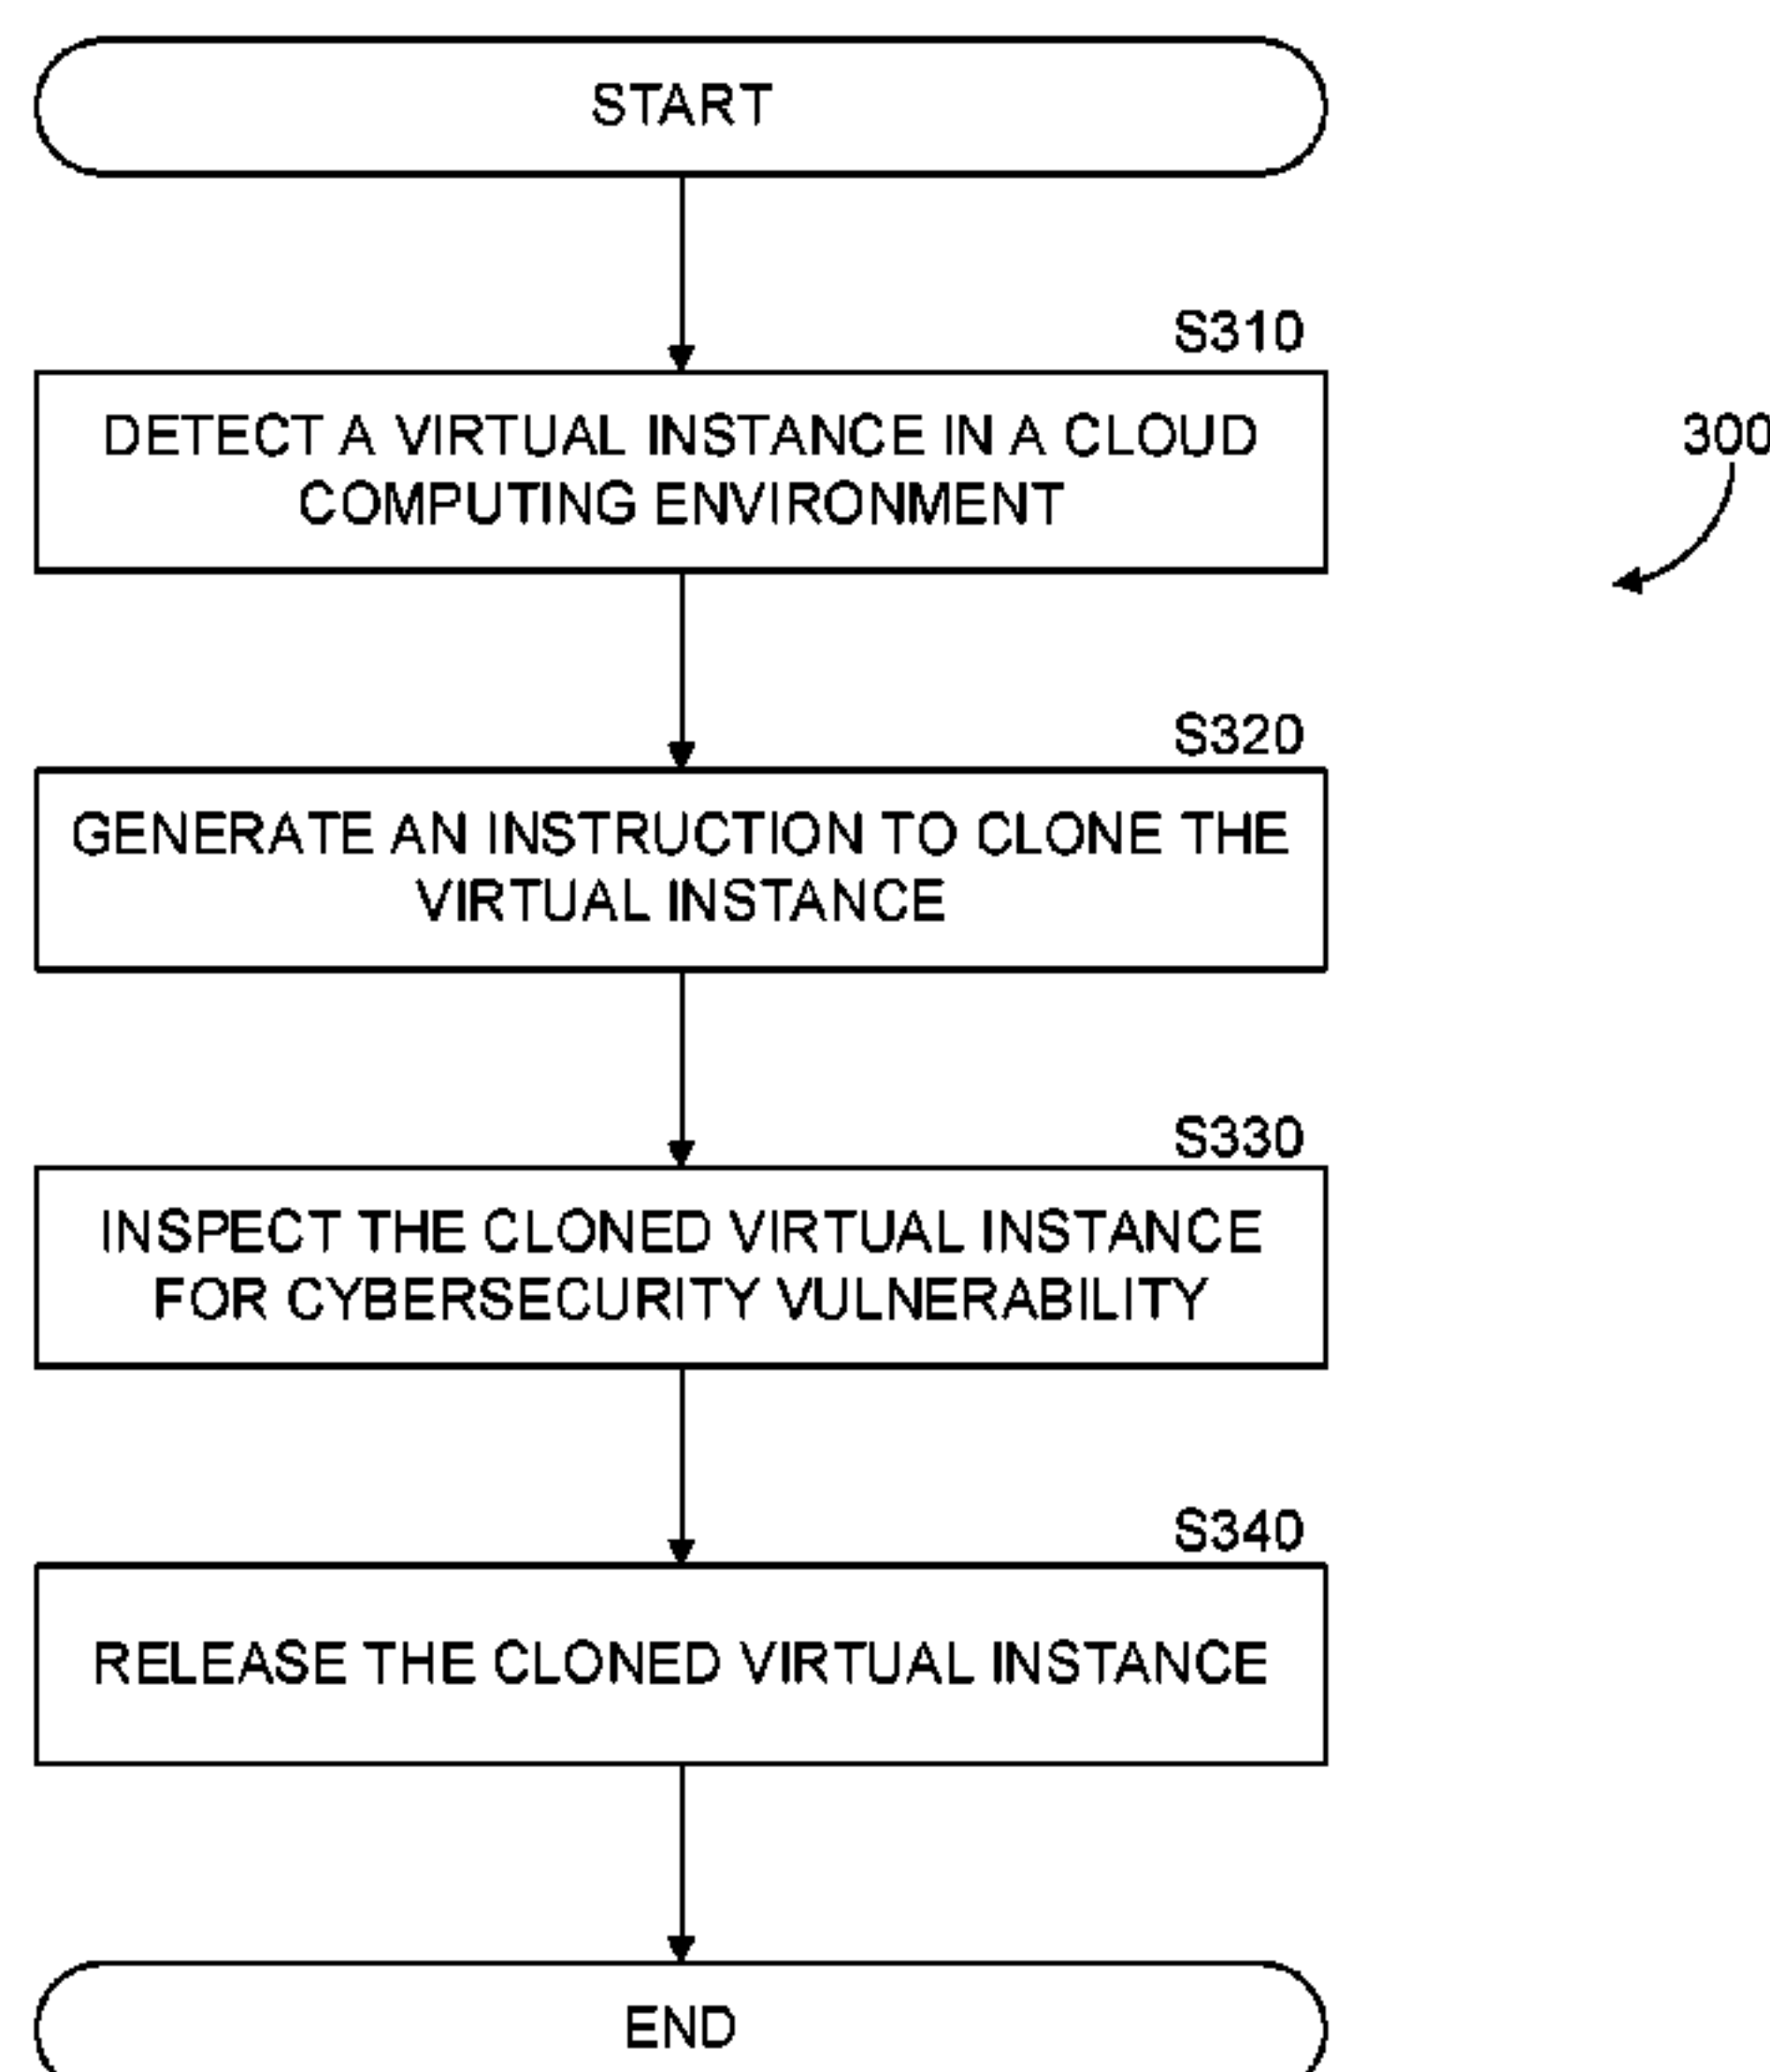 START
S310
DETECT A VIRTUAL INSTANCE IN A CLOUD
COMPUTING ENVIRONMENT
300
S320
GENERATE AN INSTRUCTION TO CLONE THE
VIRTUAL INSTANCE
S330
INSPECT THE CLONED VIRTUAL INSTANCE
FOR CYBERSECURITY VULNERABILITY
S340
RELEASE THE CLONED VIRTUAL INSTANCE
END